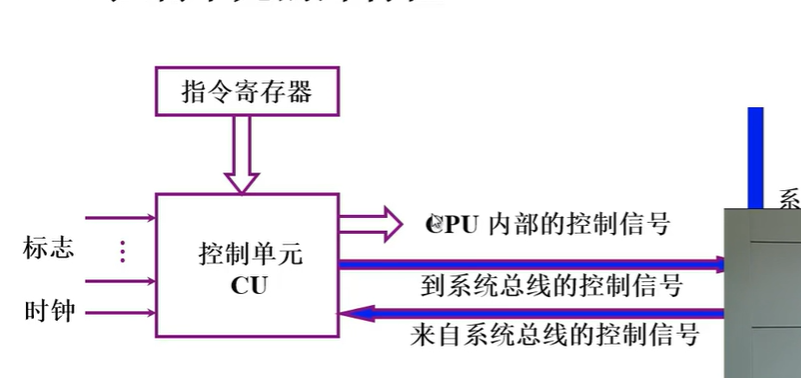 指令寄存器
标志
控制单元
CU
时钟
CPU 内部的控制信号
到系统总线的控制信号
来自系统总线的控制信号
系